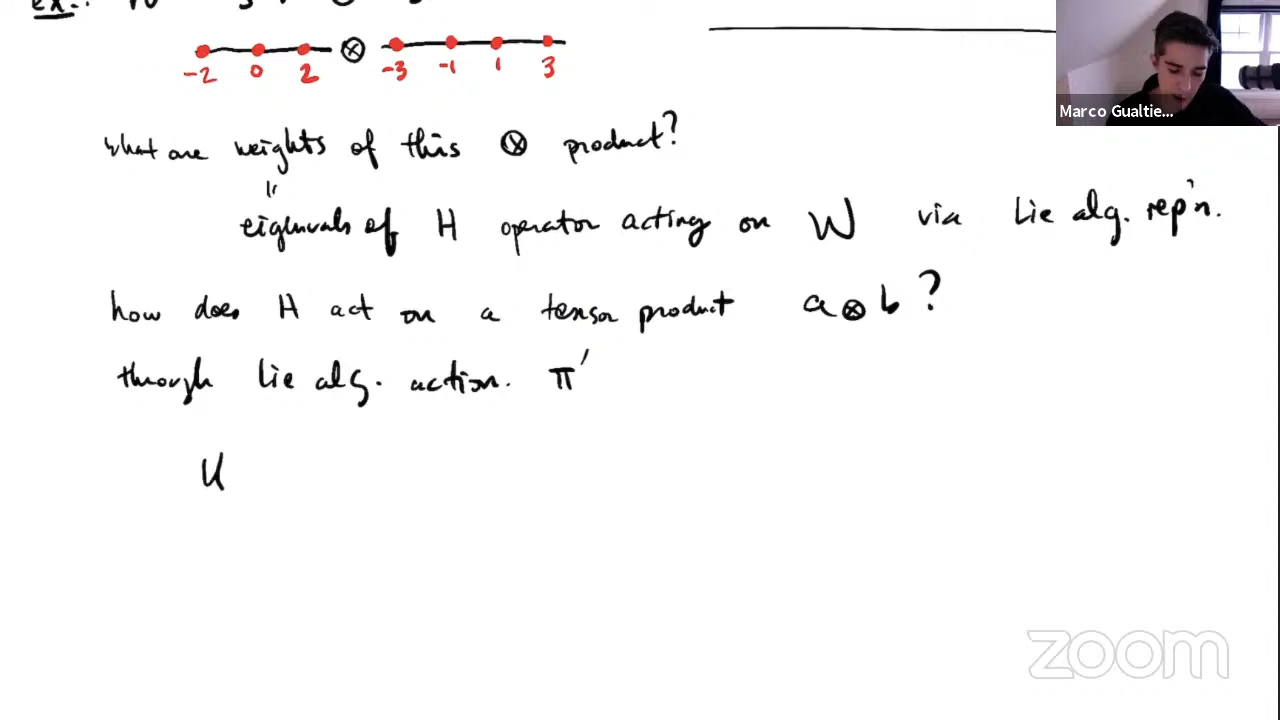 ex.:
⊗
-2 0 2 -3 -1 1 3
what are weights of this ⊗ product?
"
eigenvals of H operator acting on W via Lie alg. rep'n.
how does H act on a tensor product a⊗b?
through Lie alg. action. π'
U
Marco Gualtie...
zoom